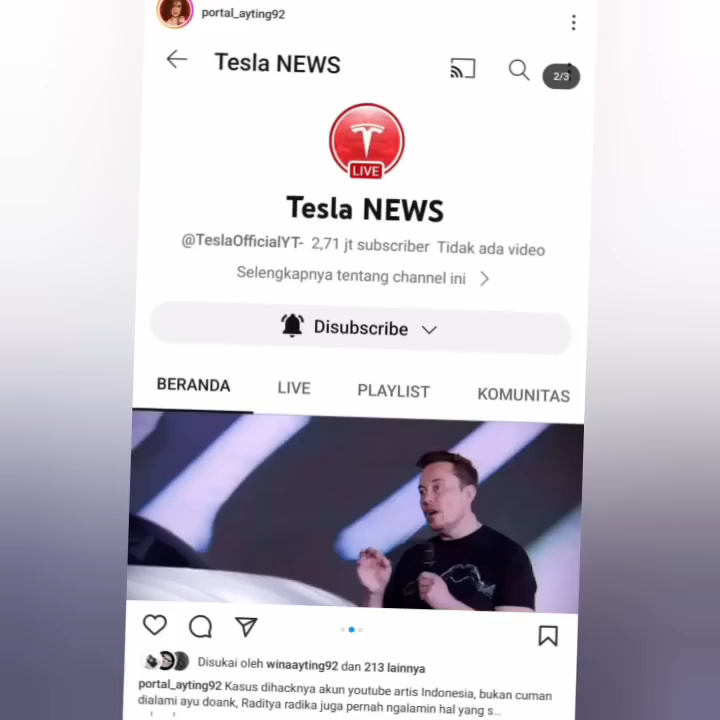 portal_ayting92
Tesla NEWS
2/3
LIVE
Tesla NEWS
@TeslaOfficialYT- 2,71 jt subscriber Tidak ada video
Selengkapnya tentang channel ini
Disubscribe
BERANDA LIVE PLAYLIST KOMUNITAS
Disukai oleh winaayting92 dan 213 lainnya
portal_ayting92 Kasus dihacknya akun youtube artis Indonesia, bukan cuman
dialami ayu doank, Raditya radika juga pernah ngalamin hal yang s...